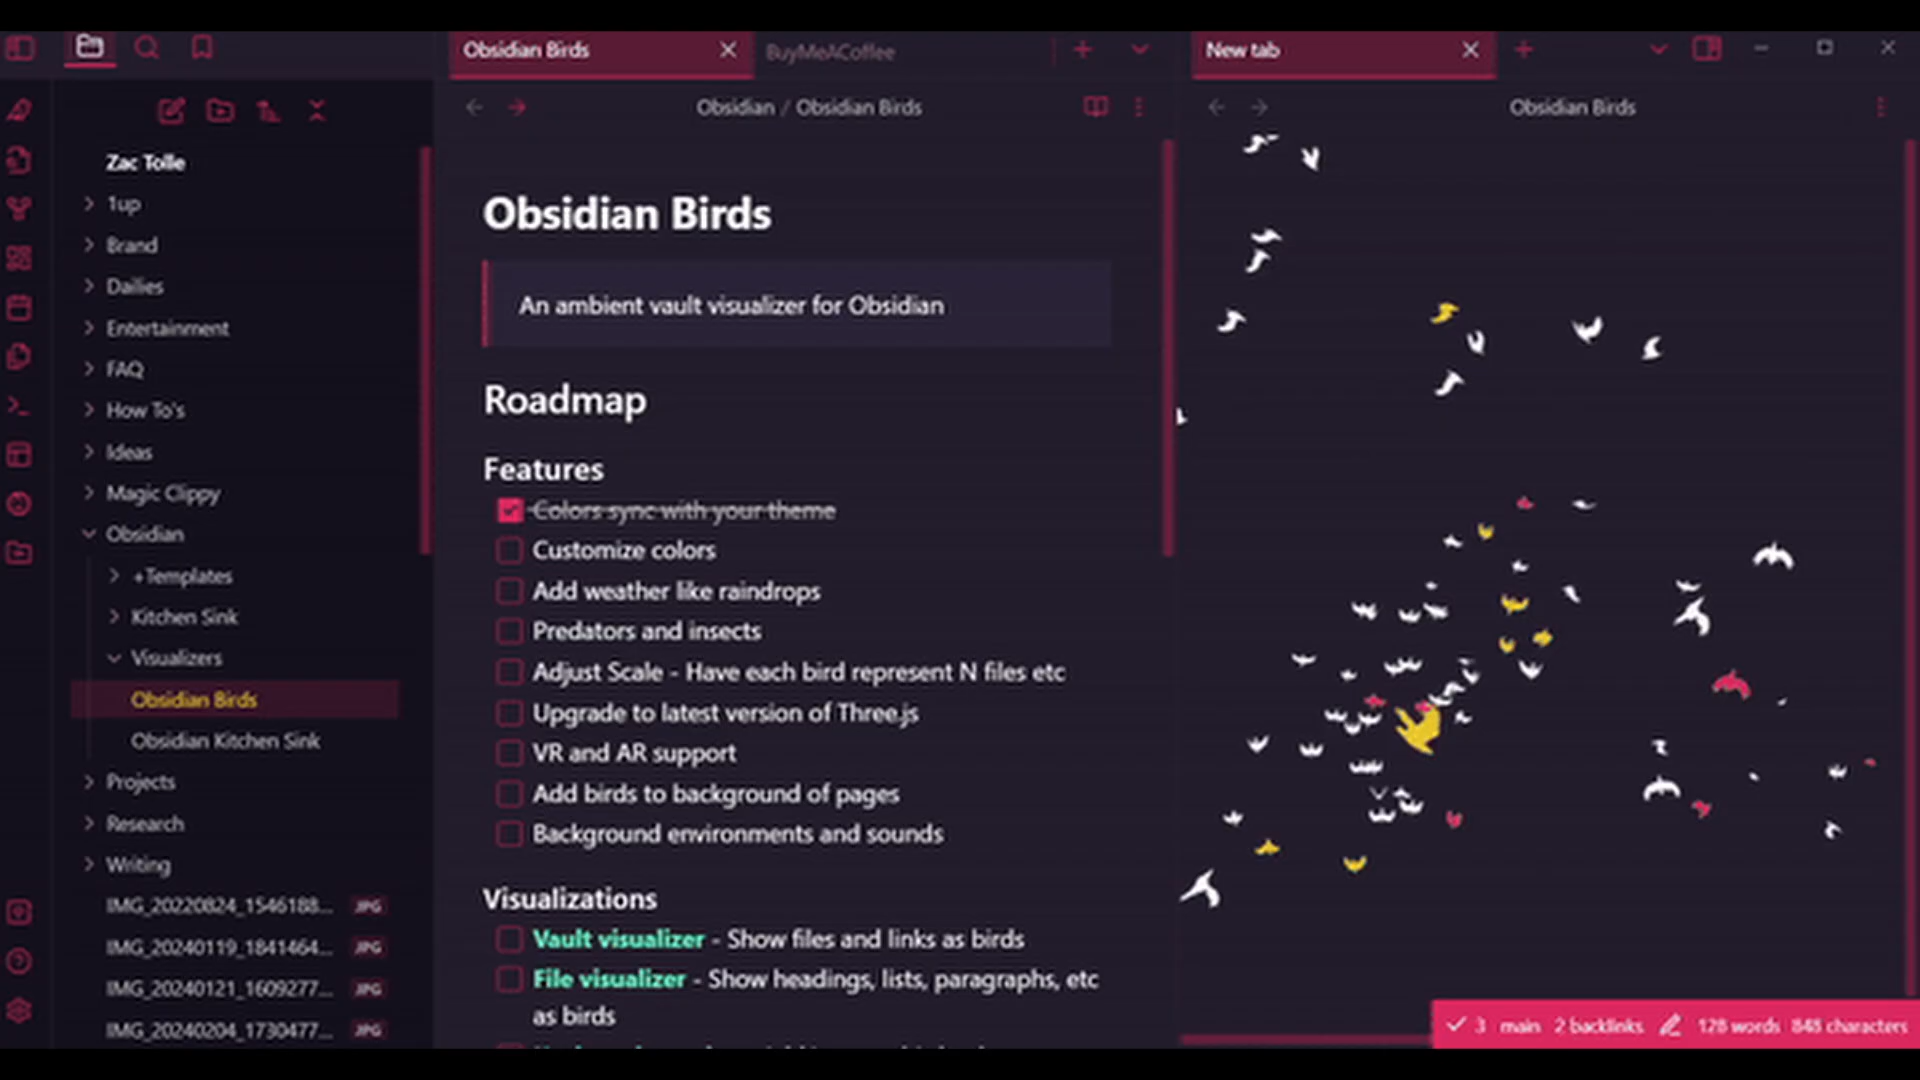 Obsidian Birds
BuyMeACoffee
New tab
Obsidian / Obsidian Birds
Obsidian Birds
Zac Tolle
1up
Brand
Dailies
Entertainment
FAQ
How To's
Ideas
Magic Clippy
Obsidian
+Templates
Kitchen Sink
Visualizers
Obsidian Birds
Obsidian Kitchen Sink
Projects
Research
Writing
IMG_20220824_1546188... JPG
IMG_20240119_1841464... JPG
IMG_20240121_1609277... JPG
IMG_20240204_1730477... JPG
Obsidian Birds
An ambient vault visualizer for Obsidian
Roadmap
Features
Colors sync with your theme
Customize colors
Add weather like raindrops
Predators and insects
Adjust Scale - Have each bird represent N files etc
Upgrade to latest version of Three.js
VR and AR support
Add birds to background of pages
Background environments and sounds
Visualizations
Vault visualizer - Show files and links as birds
File visualizer - Show headings, lists, paragraphs, etc
as birds
3 main 2 backlinks 128 words 848 characters